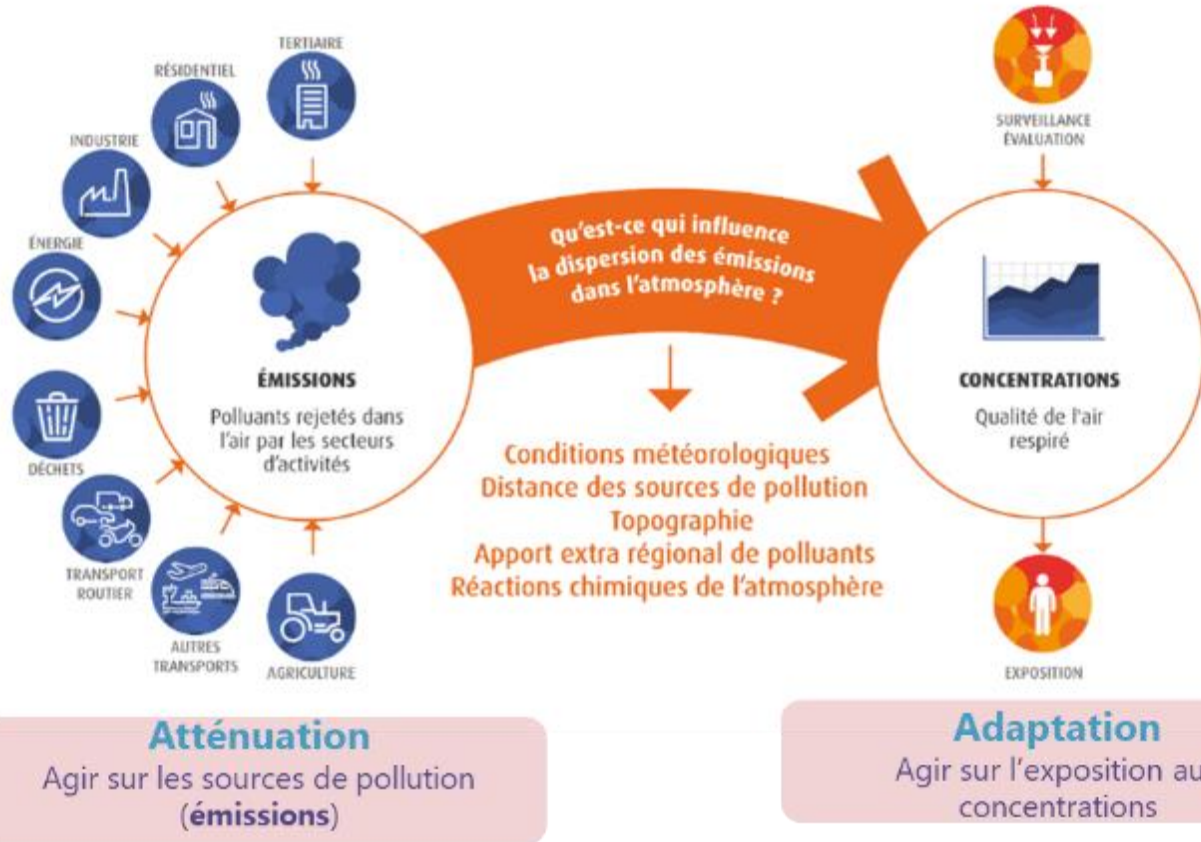 TERTIAIRE
RÉSIDENTIEL
INDUSTRIE
ÉNERGIE
DÉCHETS
TRANSPORT
ROUTIER
AUTRES
TRANSPORTS
AGRICULTURE
ÉMISSIONS
Polluants rejetés dans
l'air par les secteurs
d'activités
Qu'est-ce qui influence
la dispersion des émissions
dans l'atmosphère ?
Conditions météorologiques
Distance des sources de pollution
Topographie
Apport extra régional de polluants
Réactions chimiques de l'atmosphère
SURVEILLANCE
ÉVALUATION
CONCENTRATIONS
Qualité de l'air
respiré
EXPOSITION
Atténuation
Agir sur les sources de pollution
(émissions)
Adaptation
Agir sur l'exposition au
concentrations